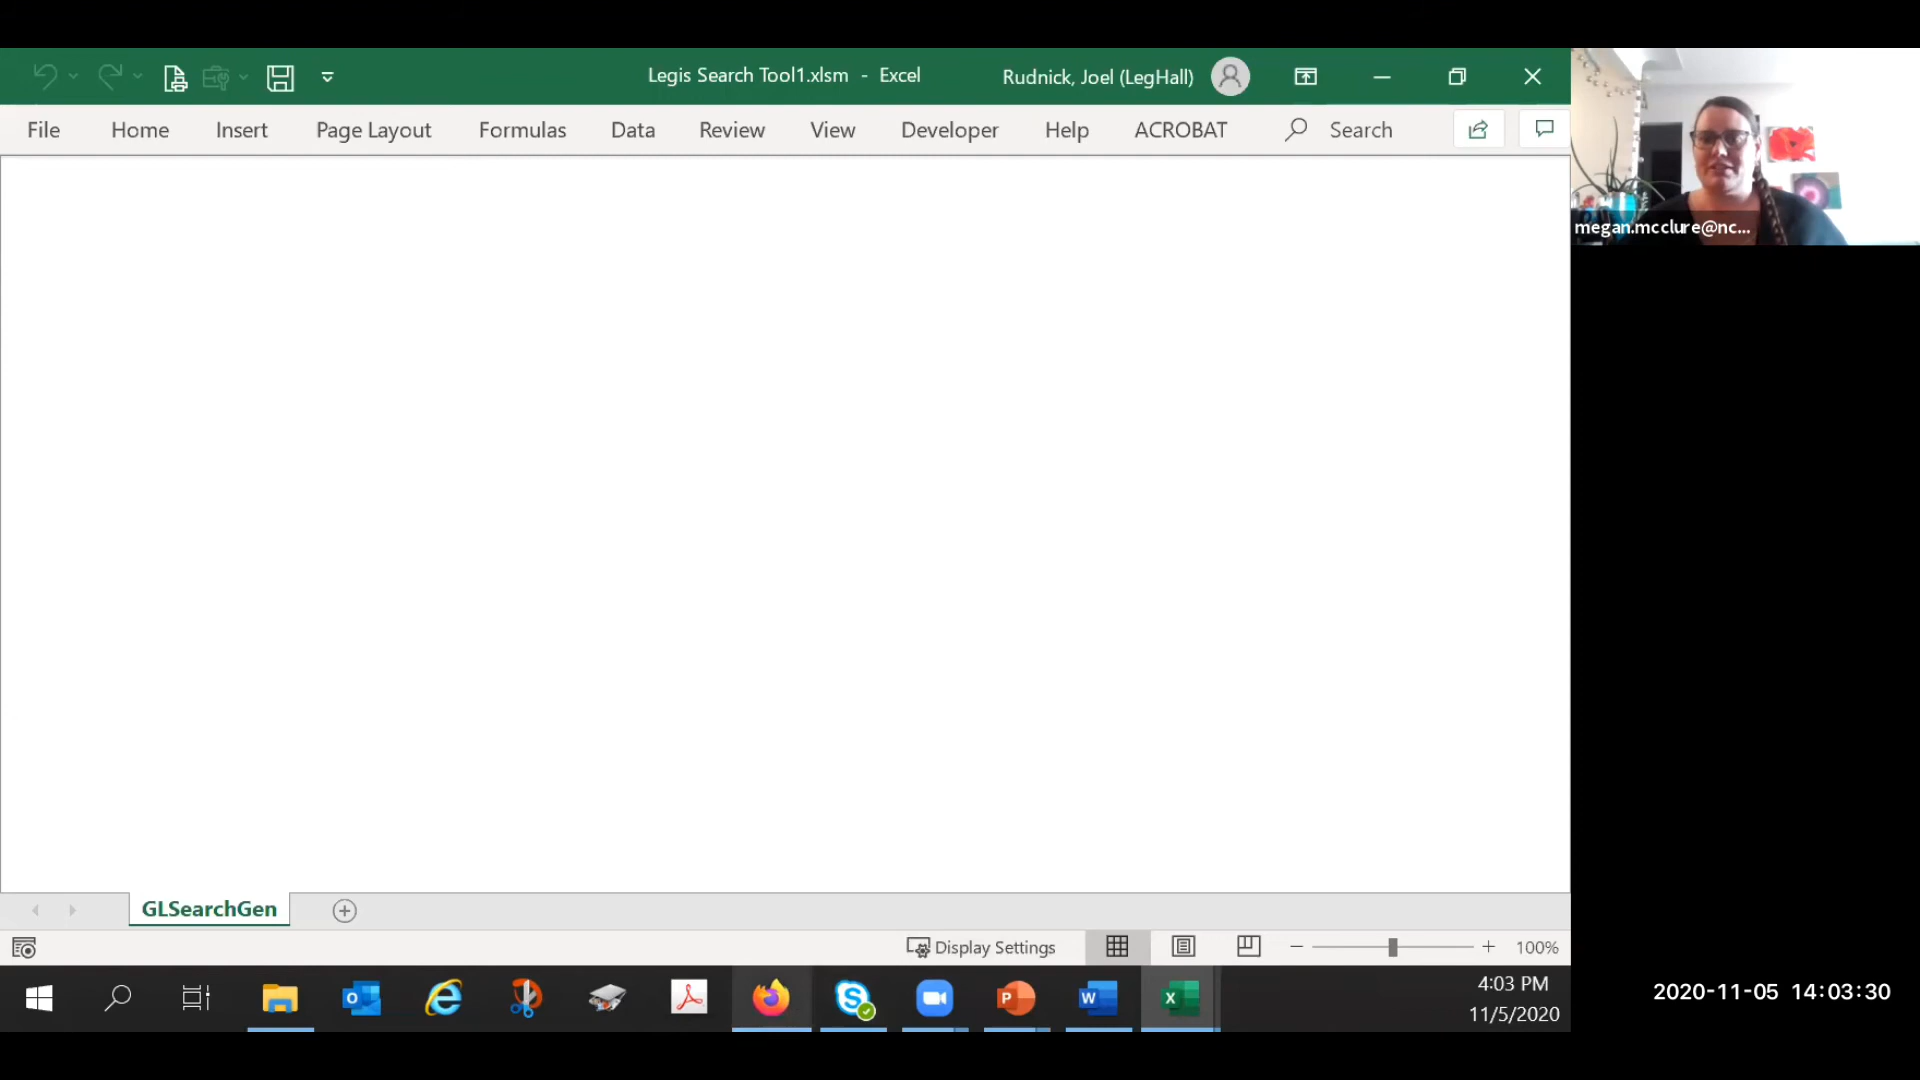 Legis Search Tool1.xlsm - Excel
Rudnick, Joel (LegHall)
File Home Insert Page Layout Formulas Data Review View Developer Help ACROBAT Search
megan.mcclure@nc...
GLSearchGen
Display Settings
100%
4:03 PM
11/5/2020
2020-11-05 14:03:30